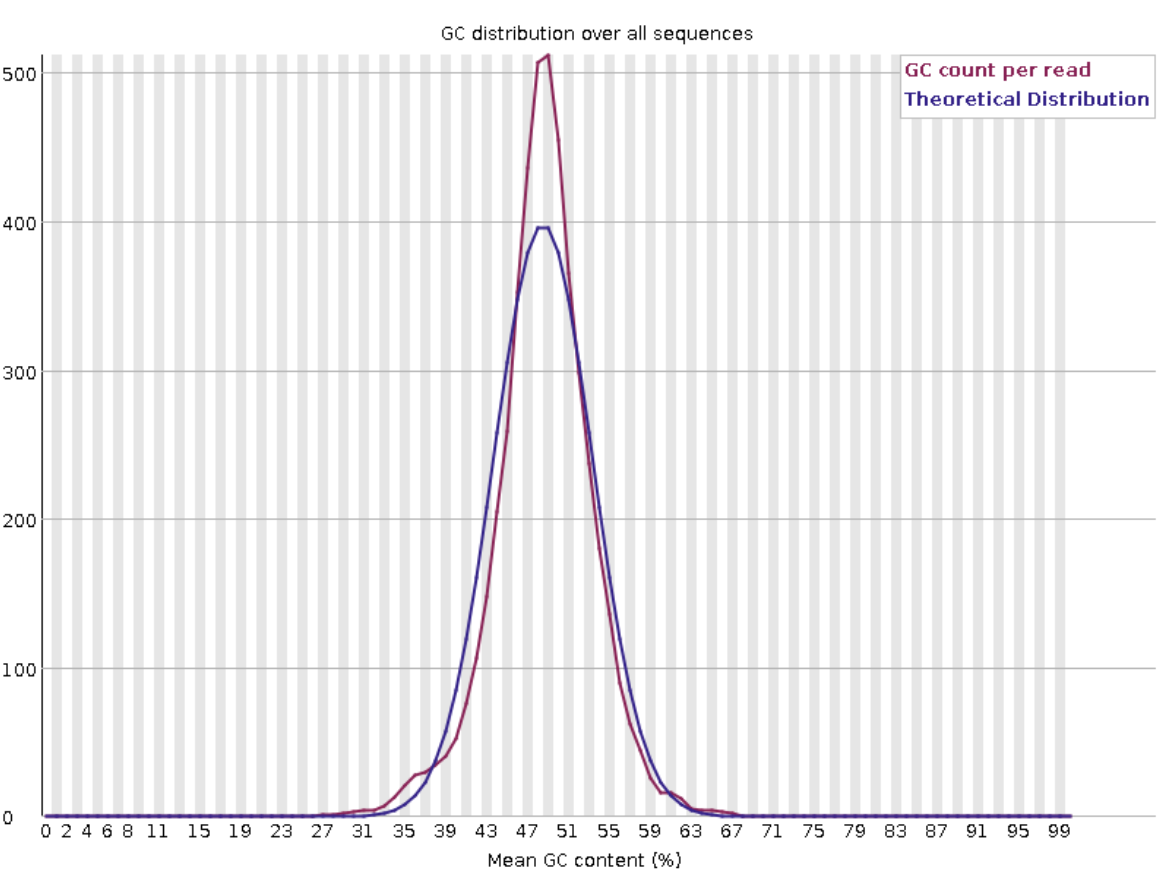 GC distribution over all sequences
GC count per read
Theoretical Distribution
500
400
300
200
100
0
0 2 4 6 8 11 15 19 23 27 31 35 39 43 47 51 55 59 63 67 71 75 79 83 87 91 95 99
Mean GC content (%)